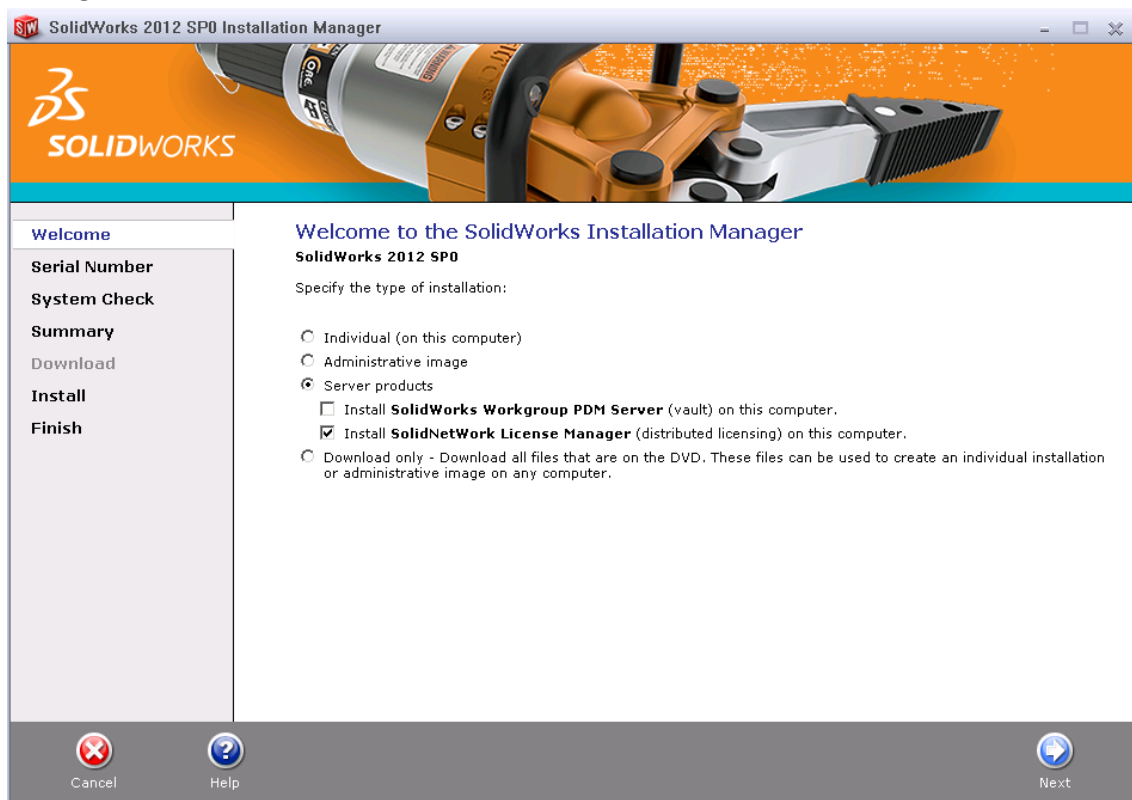 SolidWorks 2012 SP0 Installation Manager
WARNING
CORE
SOLIDWORKS
Welcome
Serial Number
System Check
Summary
Download
Install
Finish
Welcome to the SolidWorks Installation Manager
SolidWorks 2012 SP0
Specify the type of installation:
Individual (on this computer)
Administrative image
Server products
Install SolidWorks Workgroup PDM Server (vault) on this computer.
Install SolidNetWork License Manager (distributed licensing) on this computer.
Download only - Download all files that are on the DVD. These files can be used to create an individual installation
or administrative image on any computer.
Cancel
Help
Next